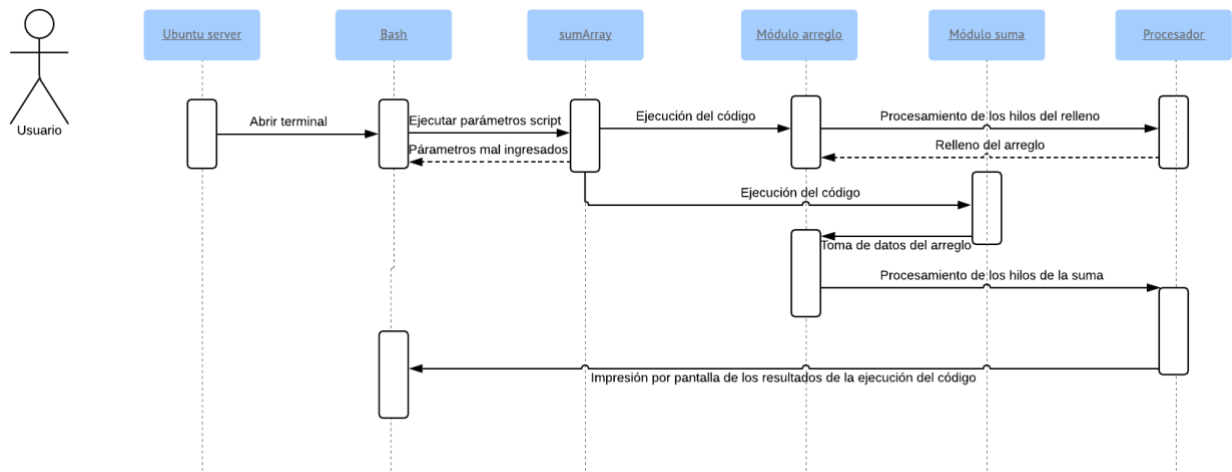 Ubuntu server
Bash
sumArray
Módulo arreglo
Módulo suma
Procesador
Usuario
Abrir terminal
Ejecutar parámetros script
Ejecución del código
Procesamiento de los hilos del relleno
Párametros mal ingresados
Relleno del arreglo
Ejecución del código
Toma de datos del arreglo
Procesamiento de los hilos de la suma
Impresión por pantalla de los resultados de la ejecución del código